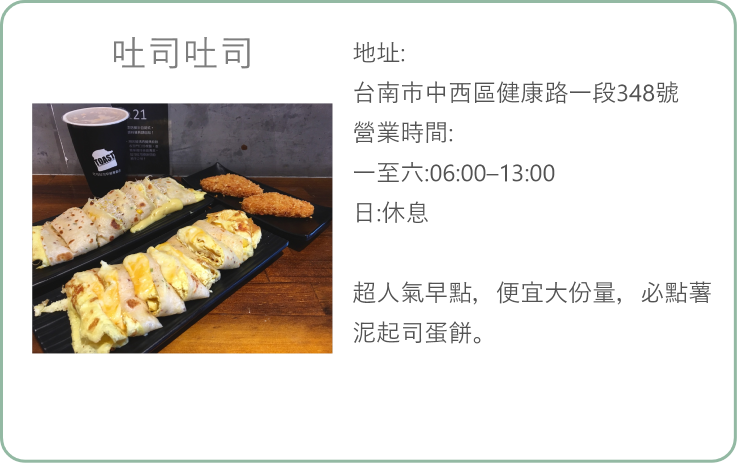 吐司吐司
地址:
台南市中西區健康路一段348號
營業時間:
一至六:06:00–13:00
日:休息
超人氣早點，便宜大份量，必點薯
泥起司蛋餅。
.21
TOAST